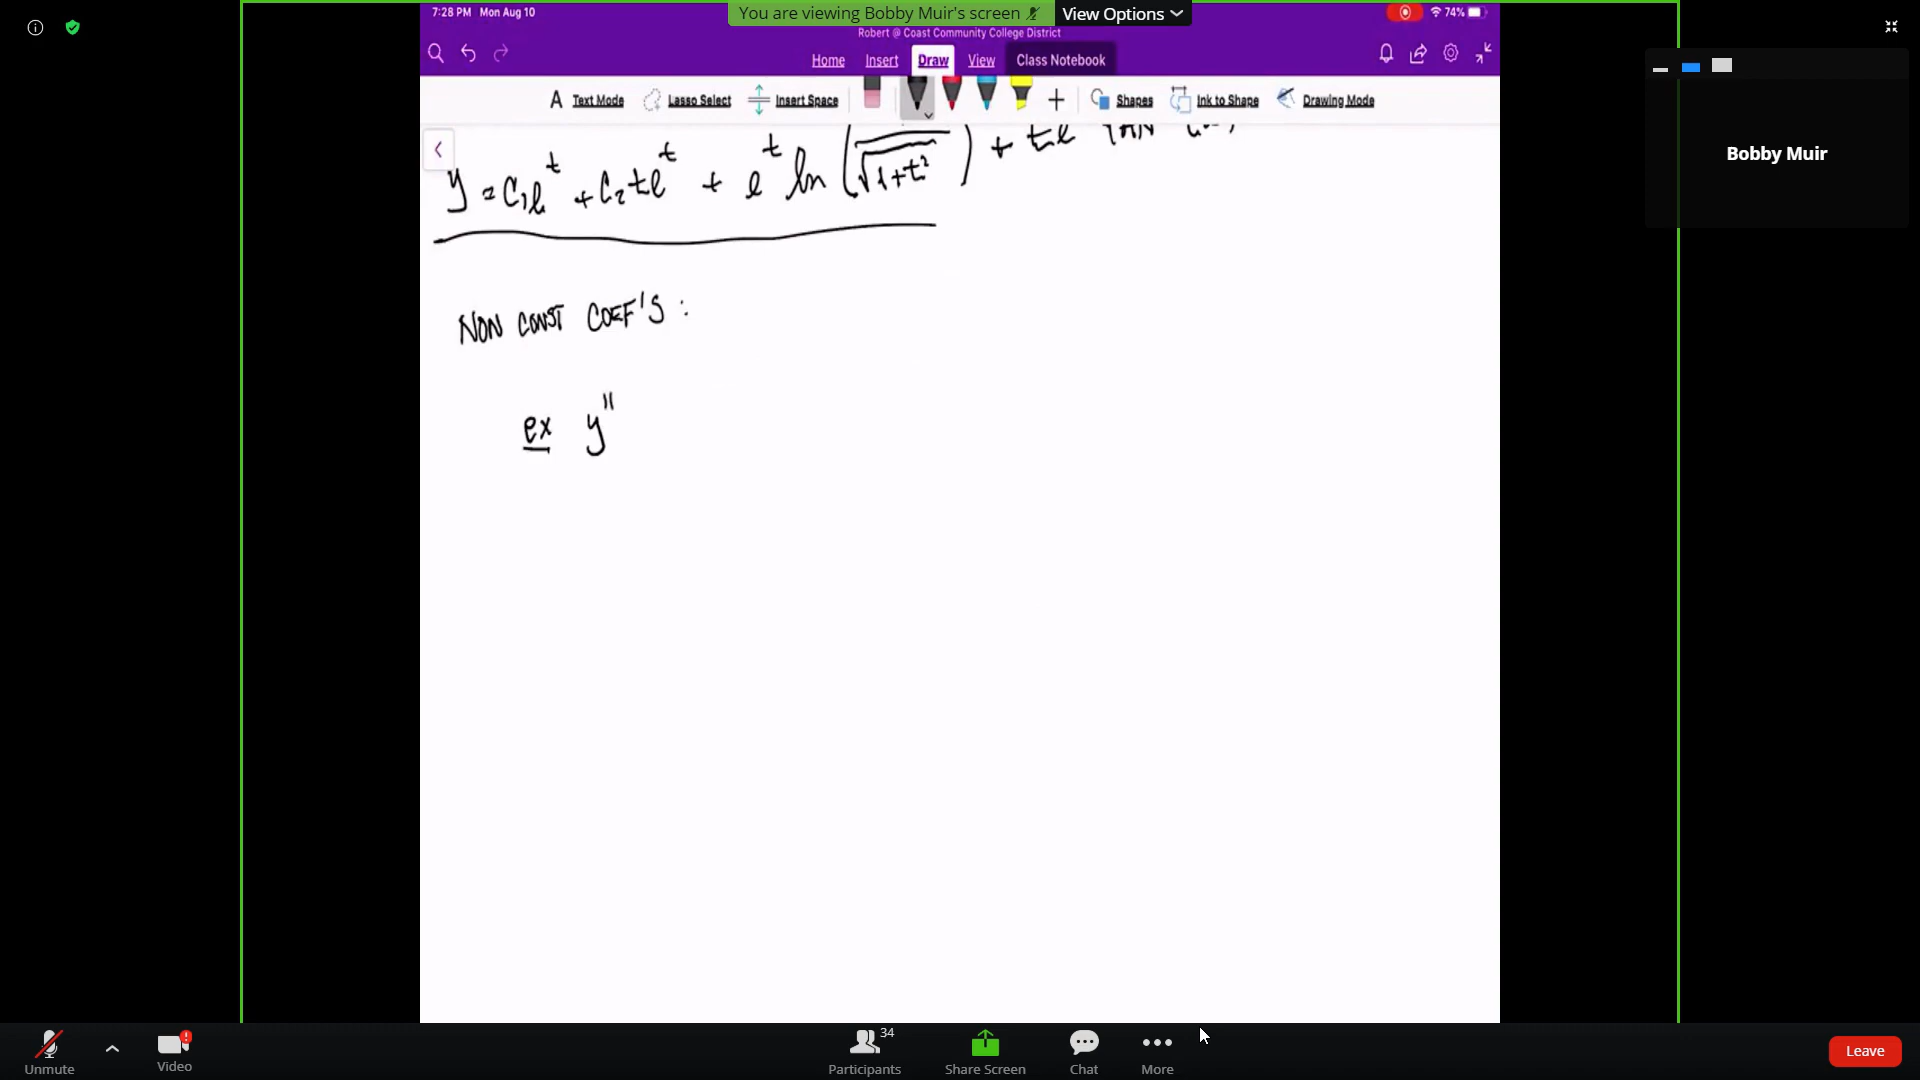 7:28 PM Mon Aug 10
You are viewing Bobby Muir's screen View Options
74%
Robert @ Coast Community College District
Home Insert Draw View Class Notebook
A Text Mode Lasso Select Insert Space + Shapes Ink to Shape Drawing Mode
Bobby Muir
y = C₁e^t + C₂te^t + e^t ln(√1+t²) + te^t TAN
NON CONST COEF'S :
ex y"
Unmute Video Participants 34 Share Screen Chat More Leave